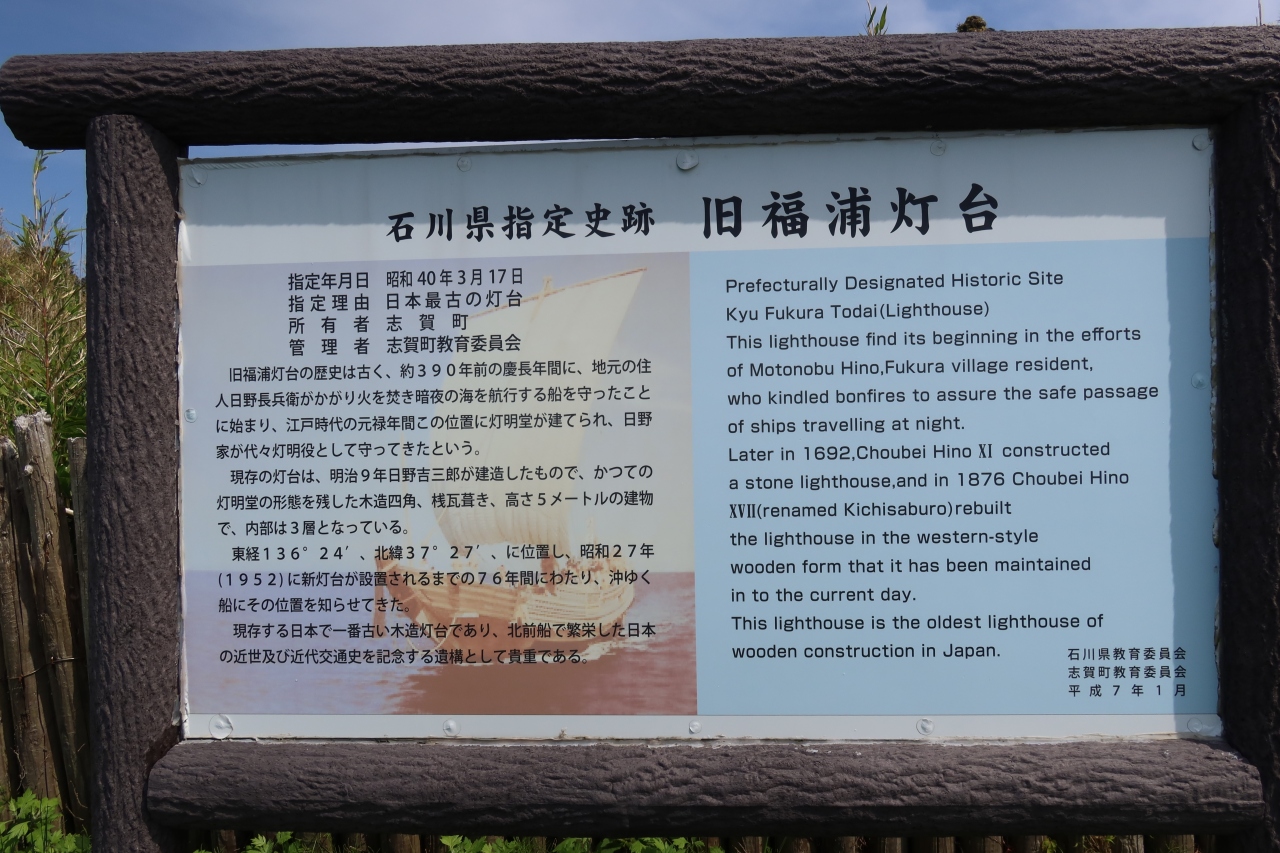 石川県指定史跡 旧福浦灯台
指定年月日 昭和40年3月17日
指定理由 日本最古の灯台
所有者 志賀町
管理者 志賀町教育委員会
旧福浦灯台の歴史は古く、約390年前の慶長年間に、地元の住
人日野長兵衛がかがり火を焚き暗夜の海を航行する船を守ったこと
に始まり、江戸時代の元禄年間この位置に灯明堂が建てられ、日野
家が代々灯明役として守ってきたという。
現存の灯台は、明治9年日野吉三郎が建造したもので、かつての
灯明堂の形態を残した木造四角、桟瓦葺き、高さ5メートルの建物
で、内部は3層となっている。
東経136°24′、北緯37°27′、に位置し、昭和27年
(1952)に新灯台が設置されるまでの76年間にわたり、沖ゆく
船にその位置を知らせてきた。
現存する日本で一番古い木造灯台であり、北前船で繁栄した日本
の近世及び近代交通史を記念する遺構として貴重である。
Prefecturally Designated Historic Site
Kyu Fukura Todai(Lighthouse)
This lighthouse find its beginning in the efforts
of Motonobu Hino,Fukura village resident,
who kindled bonfires to assure the safe passage
of ships travelling at night.
Later in 1692,Choubei Hino XI constructed
a stone lighthouse,and in 1876 Choubei Hino
XVII(renamed Kichisaburo)rebuilt
the lighthouse in the western-style
wooden form that it has been maintained
in to the current day.
This lighthouse is the oldest lighthouse of
wooden construction in Japan.
石川県教育委員会
志賀町教育委員会
平成7年1月